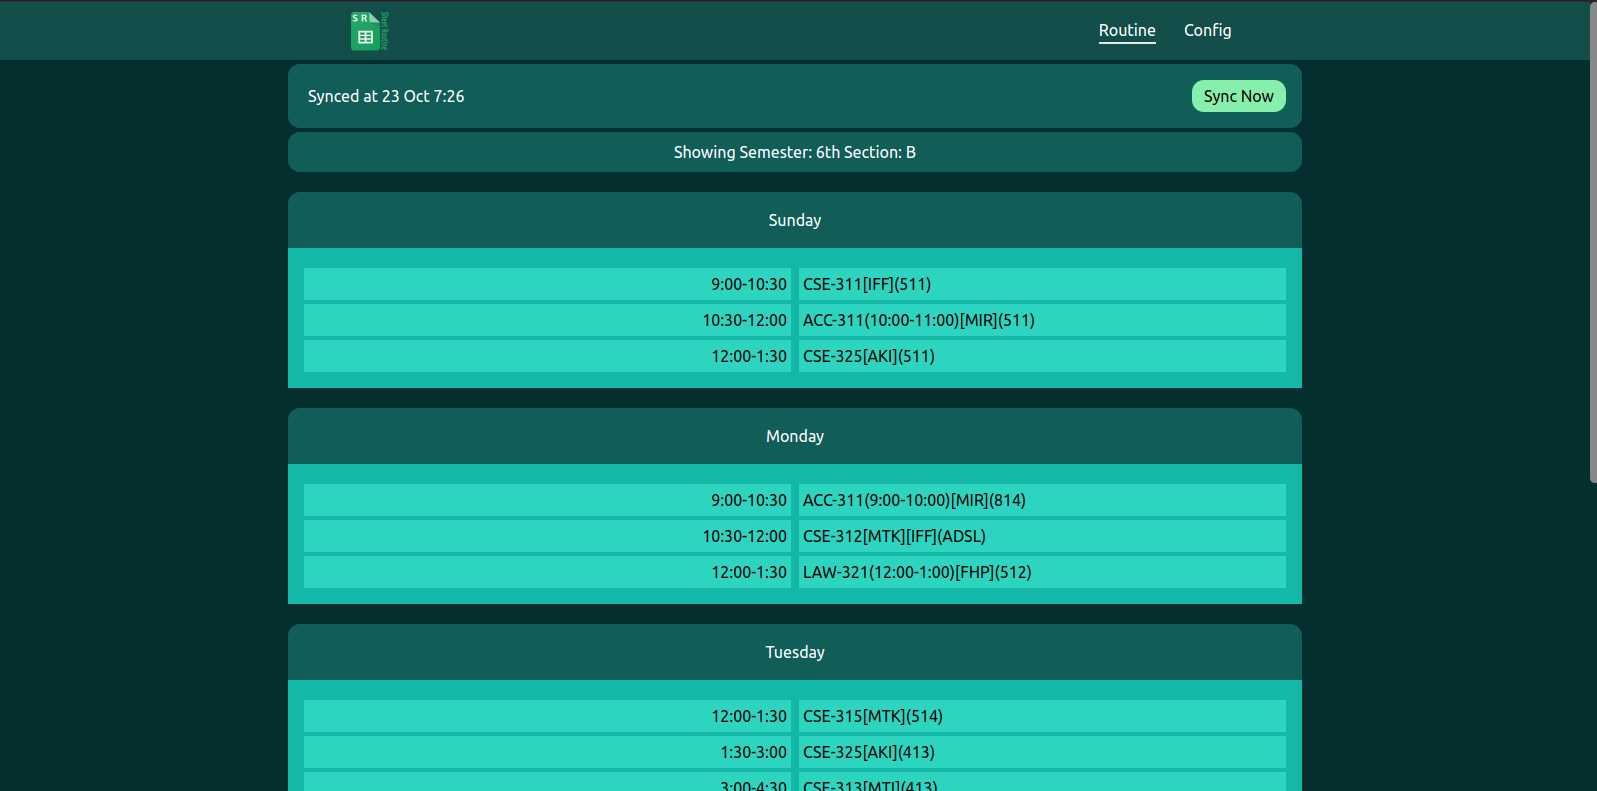 S R
Sheet Routine
Routine Config
Synced at 23 Oct 7:26
Sync Now
Showing Semester: 6th Section: B
Sunday
9:00-10:30 CSE-311[IFF](511)
10:30-12:00 ACC-311(10:00-11:00)[MIR](511)
12:00-1:30 CSE-325[AKI](511)
Monday
9:00-10:30 ACC-311(9:00-10:00)[MIR](814)
10:30-12:00 CSE-312[MTK][IFF](ADSL)
12:00-1:30 LAW-321(12:00-1:00)[FHP](512)
Tuesday
12:00-1:30 CSE-315[MTK](514)
1:30-3:00 CSE-325[AKI](413)
3:00-4:30 CSE-313[MTI](413)